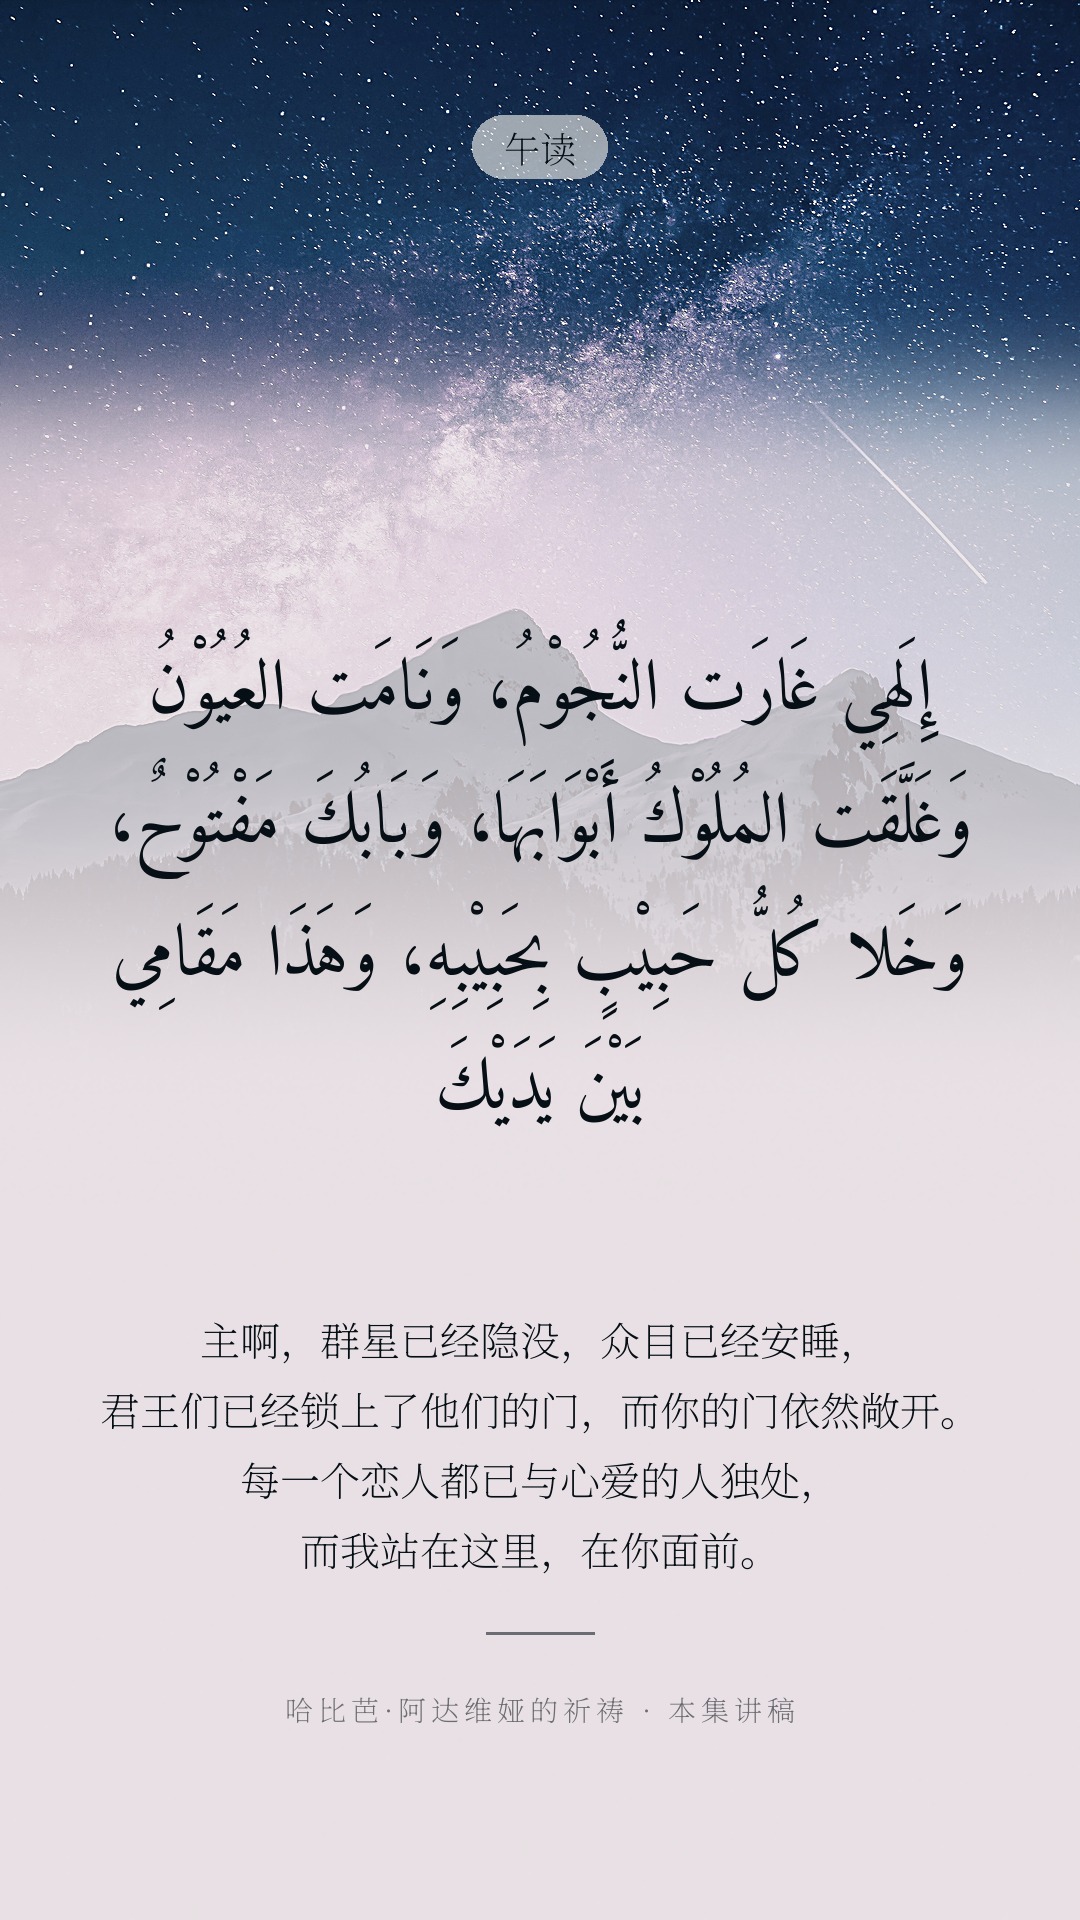 午读
إِلَهِي غَارَت النُّجُوْمُ، وَنَامَت العُيُوْنُ
وَغَلَّقَت المُلُوْكُ أَبْوَابَهَا، وَبَابُكَ مَفْتُوْحٌ،
وَخَلا كُلُّ حَبِيْبٍ بِحَبِيْبِهِ، وَهَذَا مَقَامِي
بَيْنَ يَدَيْكَ
主啊，群星已经隐没，众目已经安睡，
君王们已经锁上了他们的门，而你的门依然敞开。
每一个恋人都已与心爱的人独处，
而我站在这里，在你面前。
哈比芭·阿达维娅的祈祷 · 本集讲稿